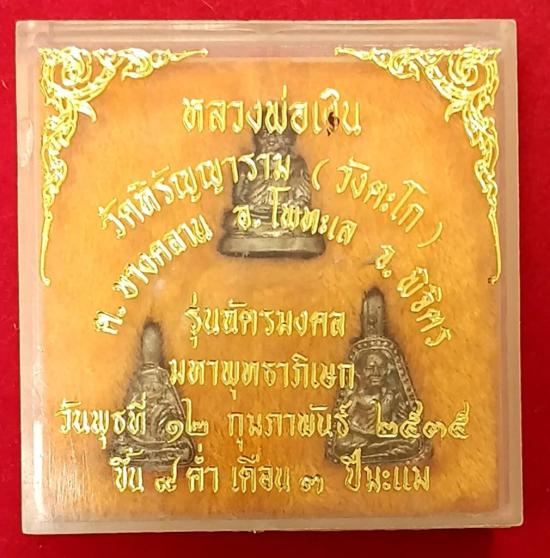 หลวงพ่อเงิน
วัดหิรัญญาราม (วังตะโก)
ต. บางคลาน อ. โพทะเล จ. พิจิตร
รุ่นฉัตรมงคล
มหาพุทธาภิเษก
วันพุธที่ ๑๒ กุมภาพันธ์ ๒๕๓๕
ขึ้น ๙ ค่ำ เดือน ๓ ปีมะแม